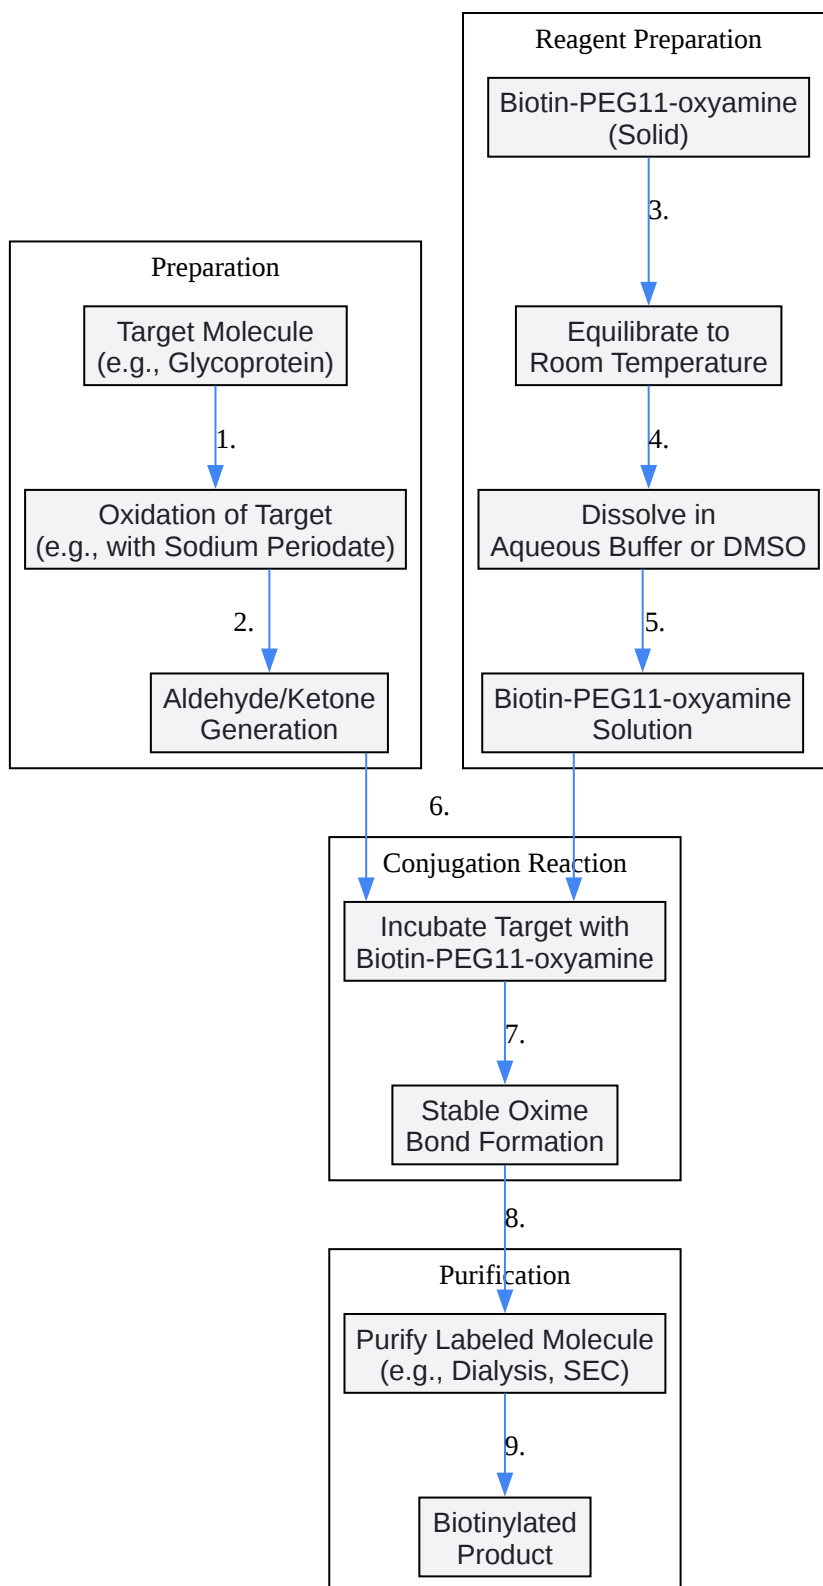 Reagent Preparation
Biotin-PEG11-oxyamine
(Solid)
3.
Equilibrate to
Room Temperature
4.
Dissolve in
Aqueous Buffer or DMSO
5.
Biotin-PEG11-oxyamine
Solution
Preparation
Target Molecule
(e.g., Glycoprotein)
1.
Oxidation of Target
(e.g., with Sodium Periodate)
2.
Aldehyde/Ketone
Generation
6.
Conjugation Reaction
Incubate Target with
Biotin-PEG11-oxyamine
7.
Stable Oxime
Bond Formation
8.
Purification
Purify Labeled Molecule
(e.g., Dialysis, SEC)
9.
Biotinylated
Product